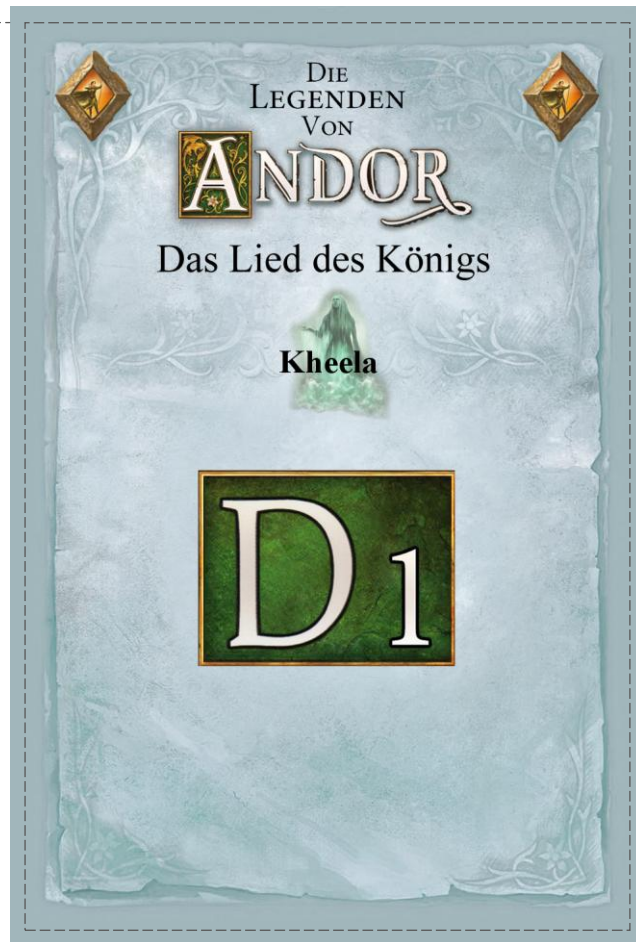 Die
Legenden
Von
Andor
Das Lied des Königs
Kheela
D1